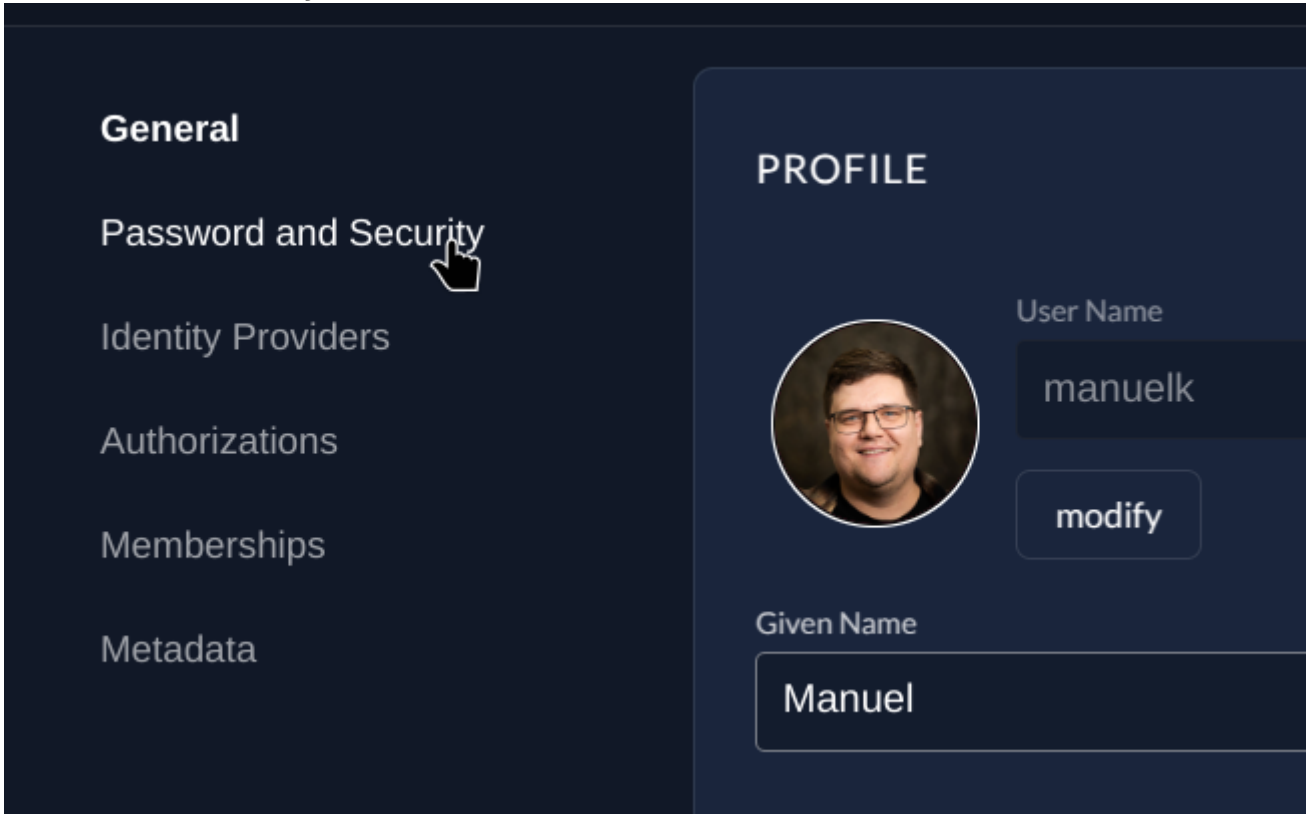 General
Password and Security
Identity Providers
Authorizations
Memberships
Metadata
PROFILE
User Name
manuelk
modify
Given Name
Manuel